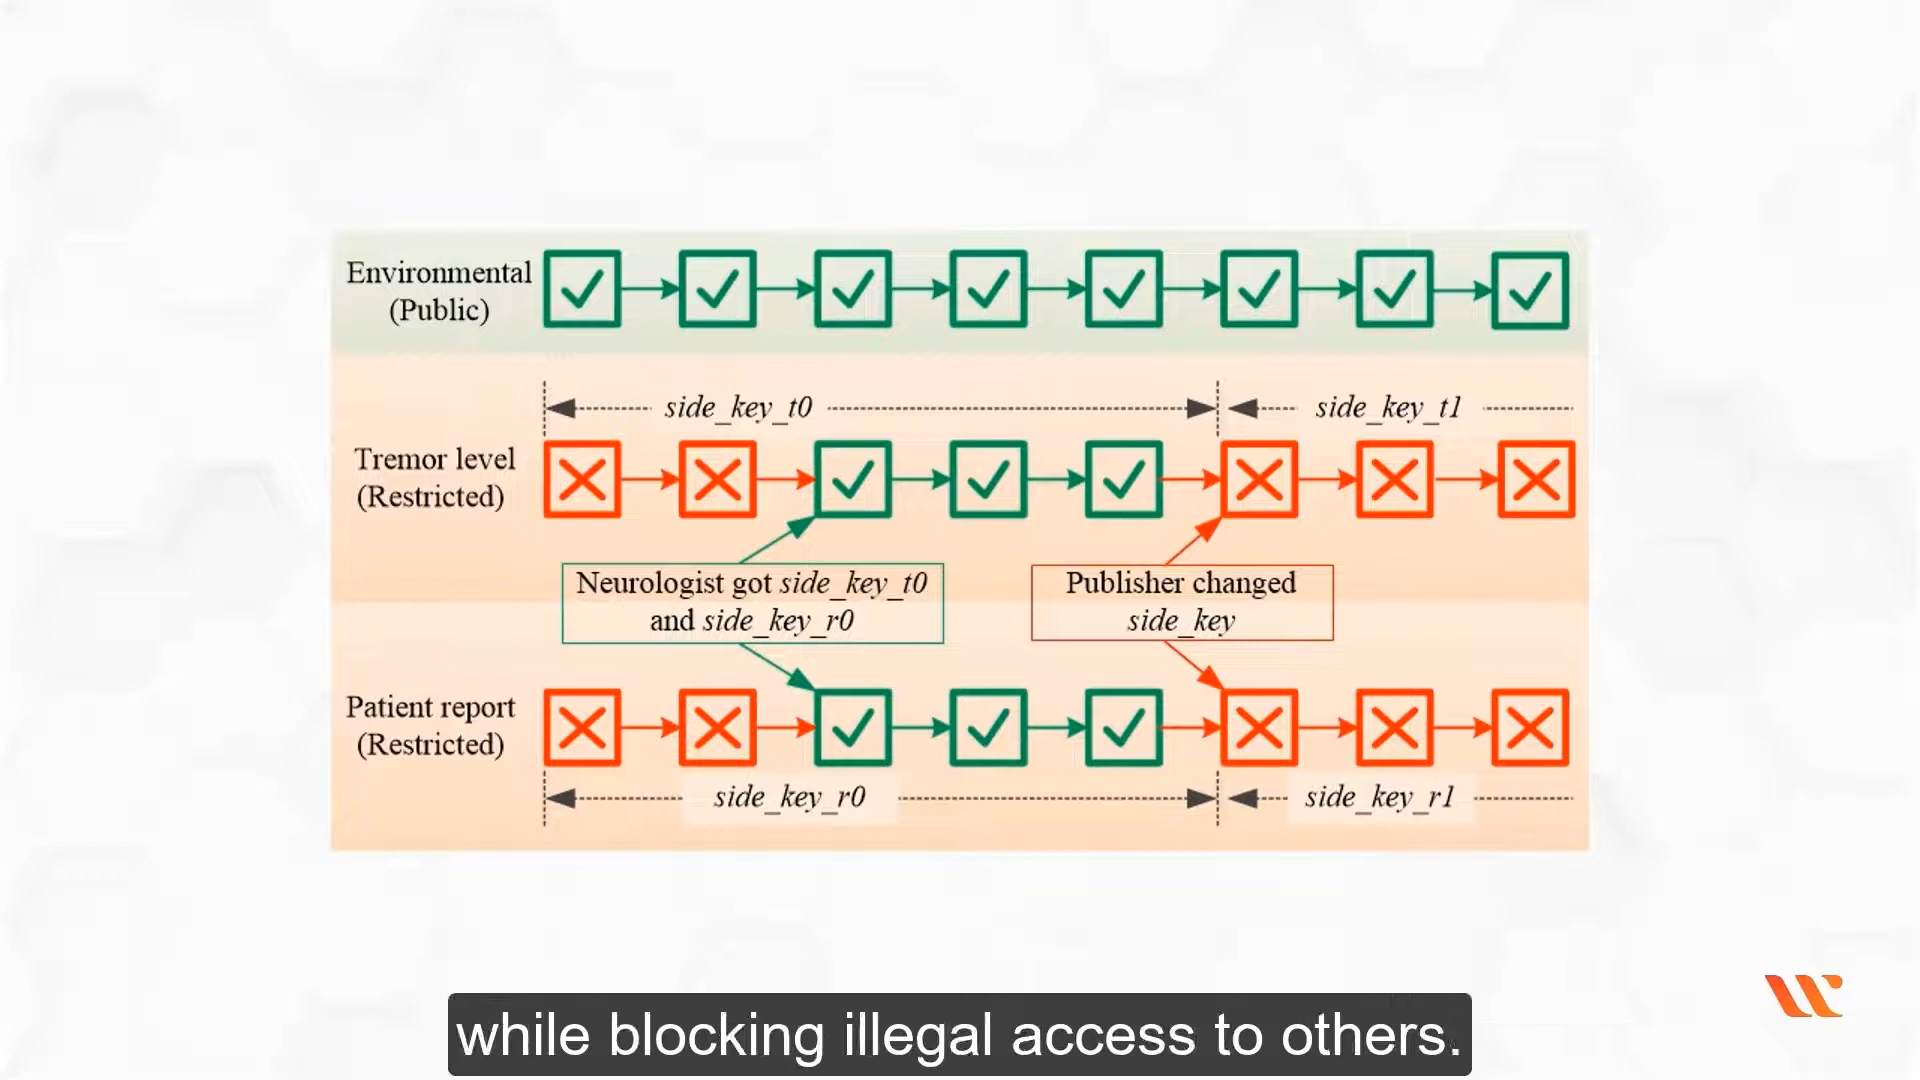 Environmental
(Public)
side_key_t0
side_key_t1
Tremor level
(Restricted)
Neurologist got side_key_t0
and side_key_r0
Publisher changed
side_key
Patient report
(Restricted)
side_key_r0
side_key_r1
while blocking illegal access to others.